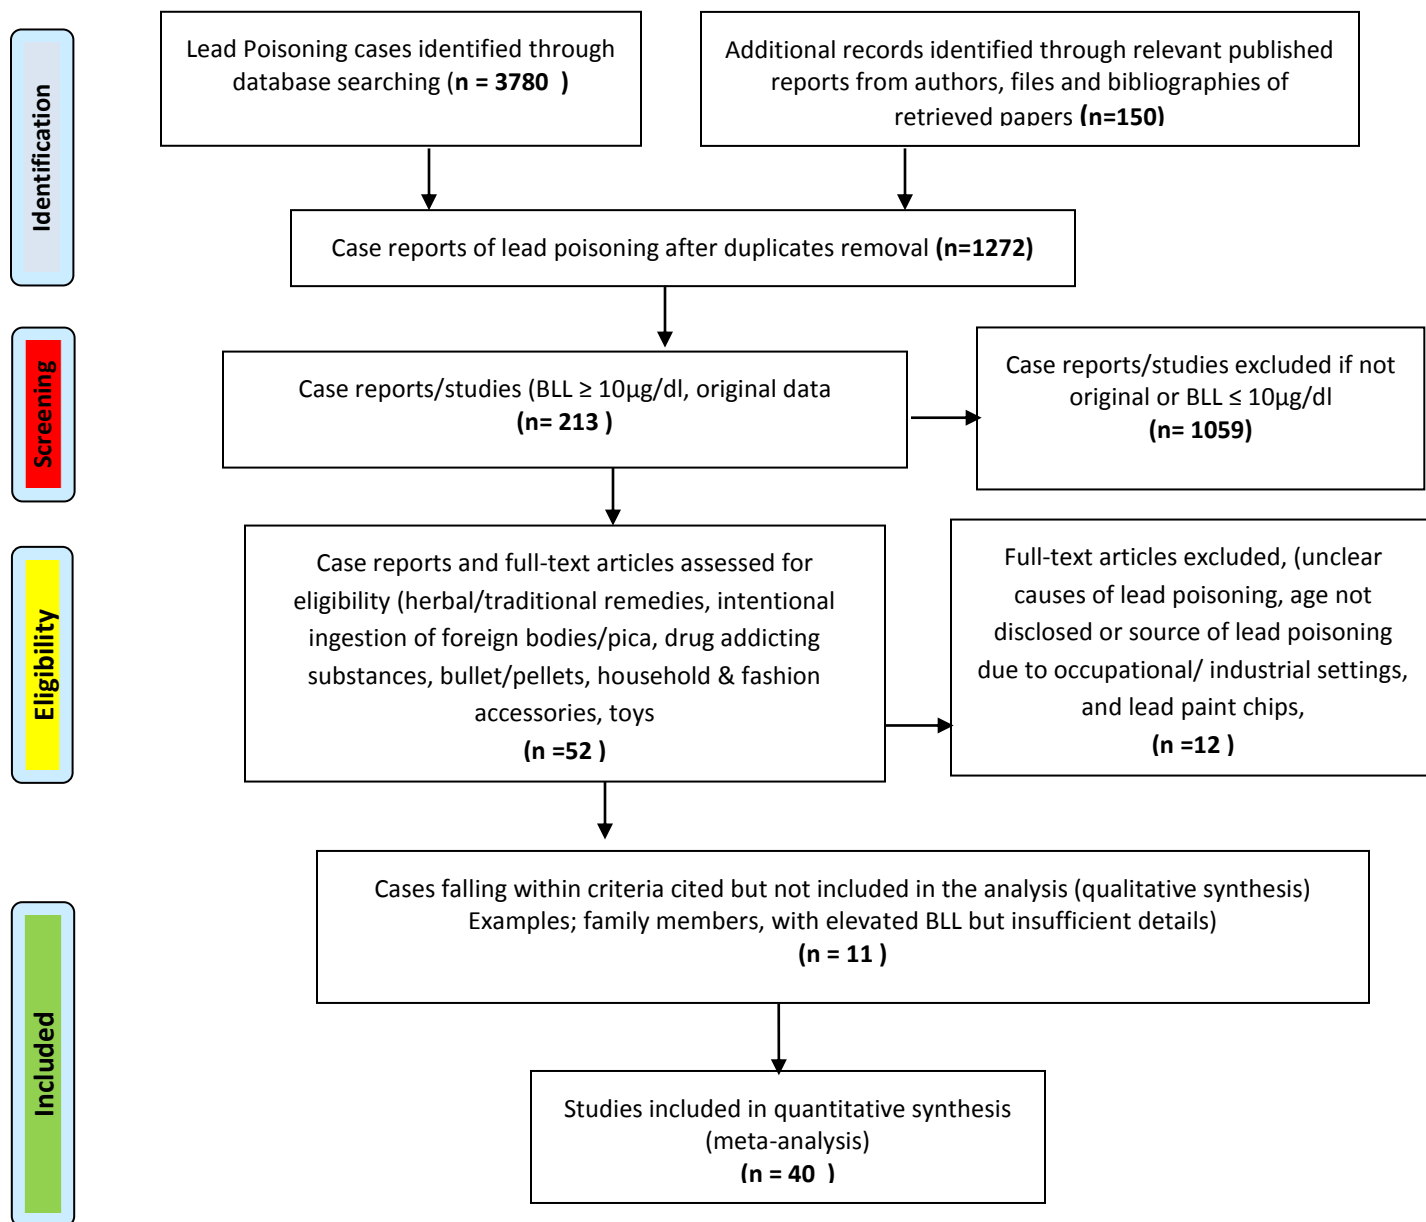 Identification
Lead Poisoning cases identified through
database searching (n = 3780 )
Additional records identified through relevant published
reports from authors, files and bibliographies of
retrieved papers (n=150)
Case reports of lead poisoning after duplicates removal (n=1272)
Screening
Case reports/studies (BLL ≥ 10µg/dl, original data
(n= 213 )
Case reports/studies excluded if not
original or BLL ≤ 10µg/dl
(n= 1059)
Eligibility
Case reports and full-text articles assessed for
eligibility (herbal/traditional remedies, intentional
ingestion of foreign bodies/pica, drug addicting
substances, bullet/pellets, household & fashion
accessories, toys
(n =52 )
Full-text articles excluded, (unclear
causes of lead poisoning, age not
disclosed or source of lead poisoning
due to occupational/ industrial settings,
and lead paint chips,
(n =12 )
Included
Cases falling within criteria cited but not included in the analysis (qualitative synthesis)
Examples; family members, with elevated BLL but insufficient details)
(n = 11 )
Studies included in quantitative synthesis
(meta-analysis)
(n = 40 )